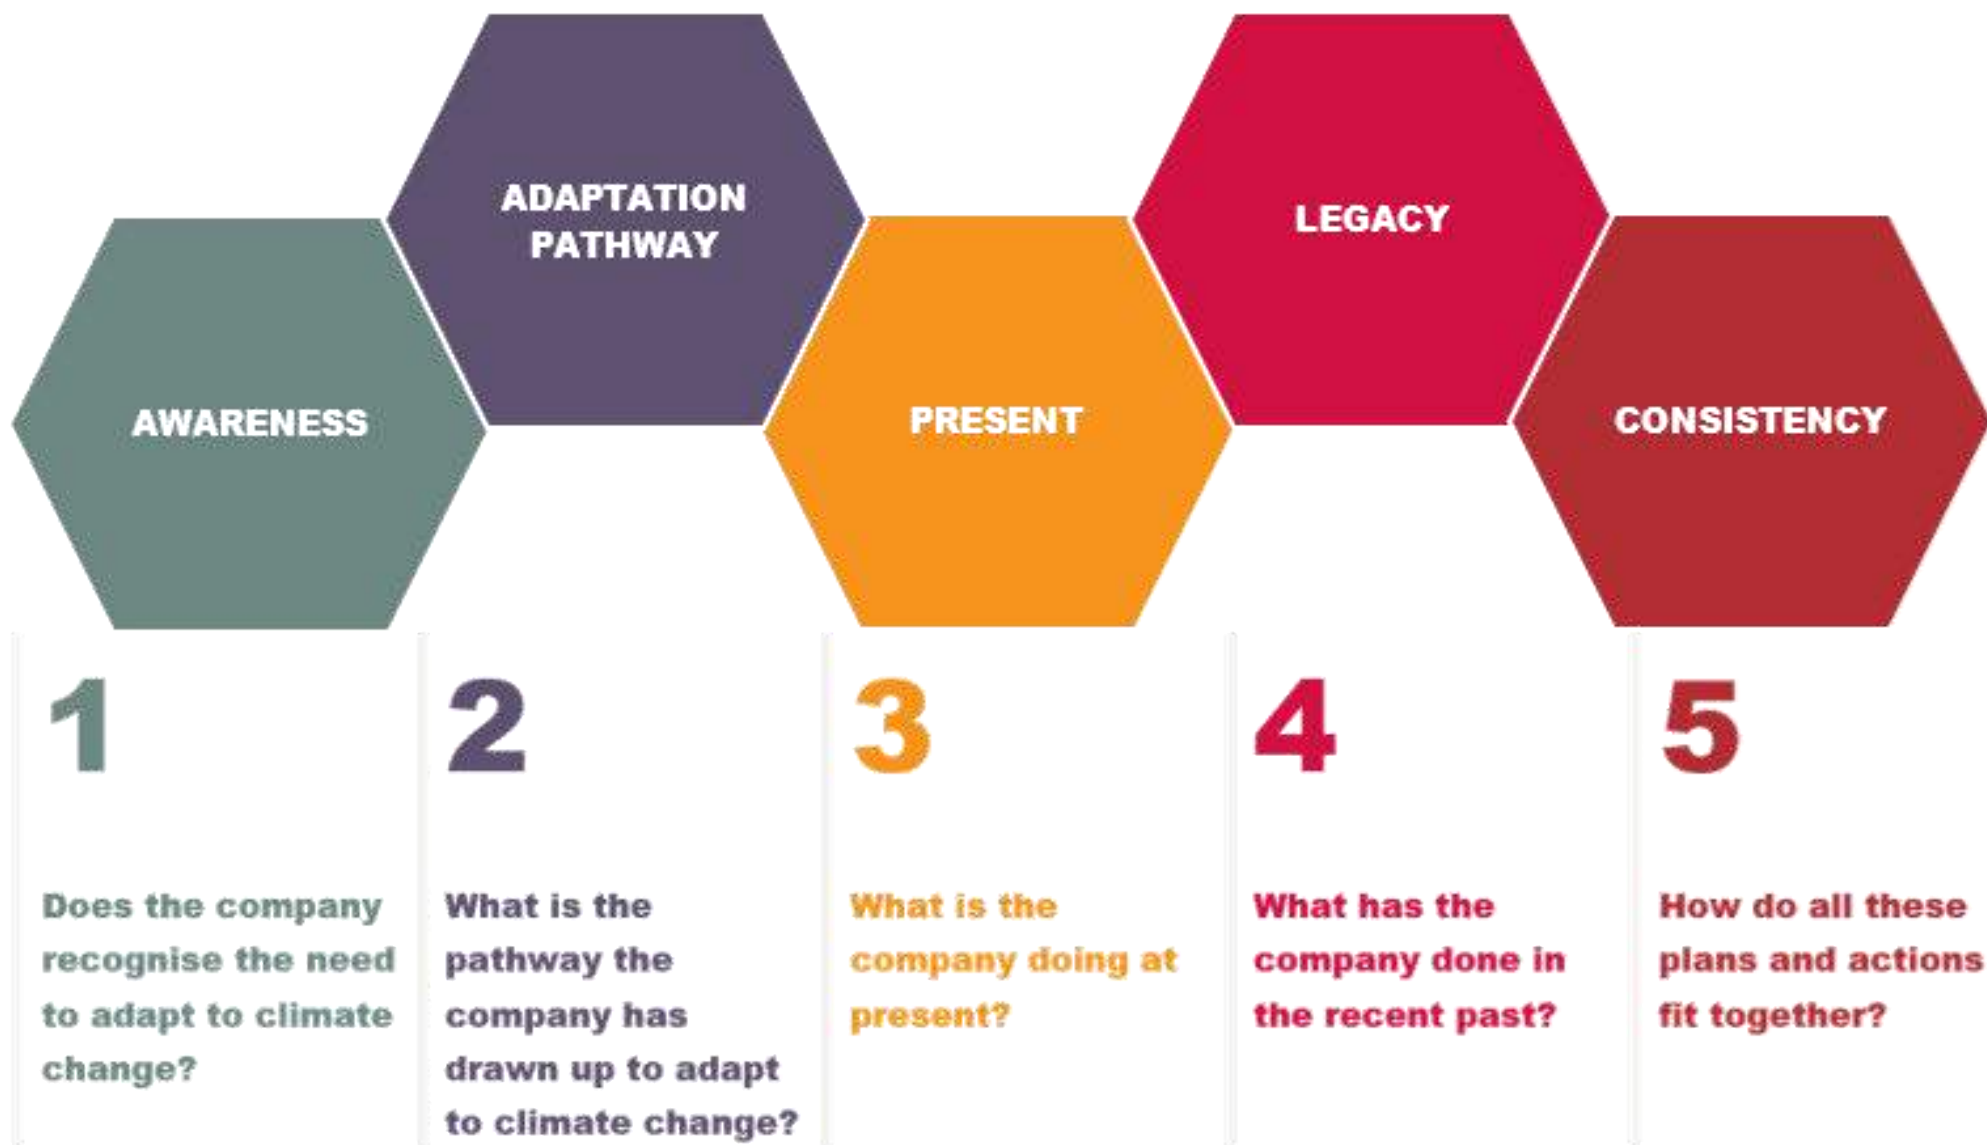 AWARENESS
ADAPTATION
PATHWAY
PRESENT
LEGACY
CONSISTENCY
1
Does the company
recognise the need
to adapt to climate
change?
2
What is the
pathway the
company has
drawn up to adapt
to climate change?
3
What is the
company doing at
present?
4
What has the
company done in
the recent past?
5
How do all these
plans and actions
fit together?